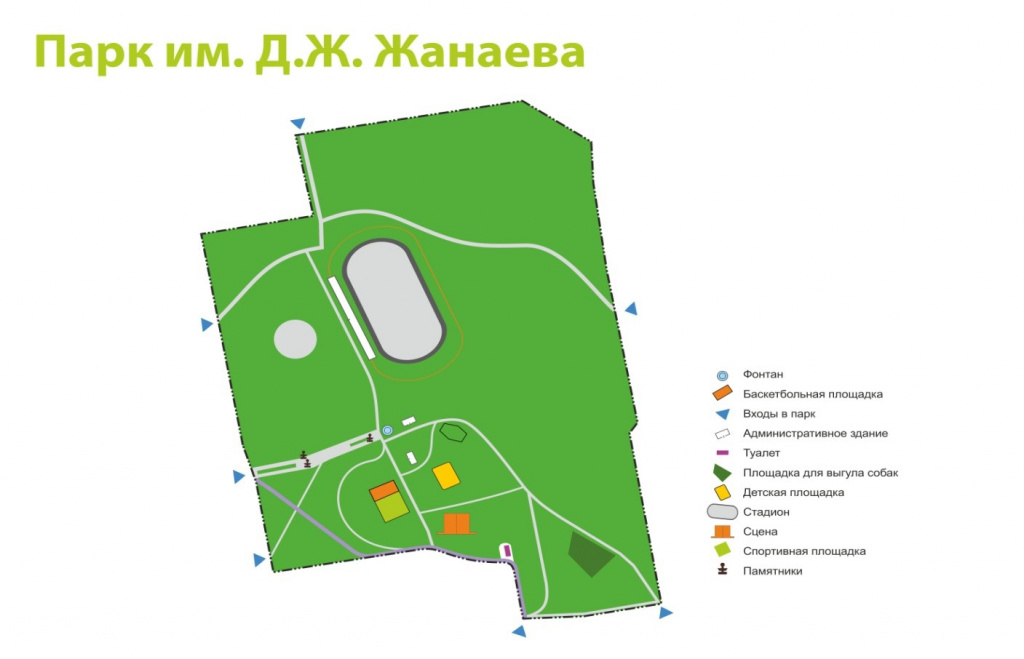 Парк им. Д.Ж. Жанаева
Фонтан
Баскетбольная площадка
Входы в парк
Административное здание
Туалет
Площадка для выгула собак
Детская площадка
Стадион
Сцена
Спортивная площадка
Памятники